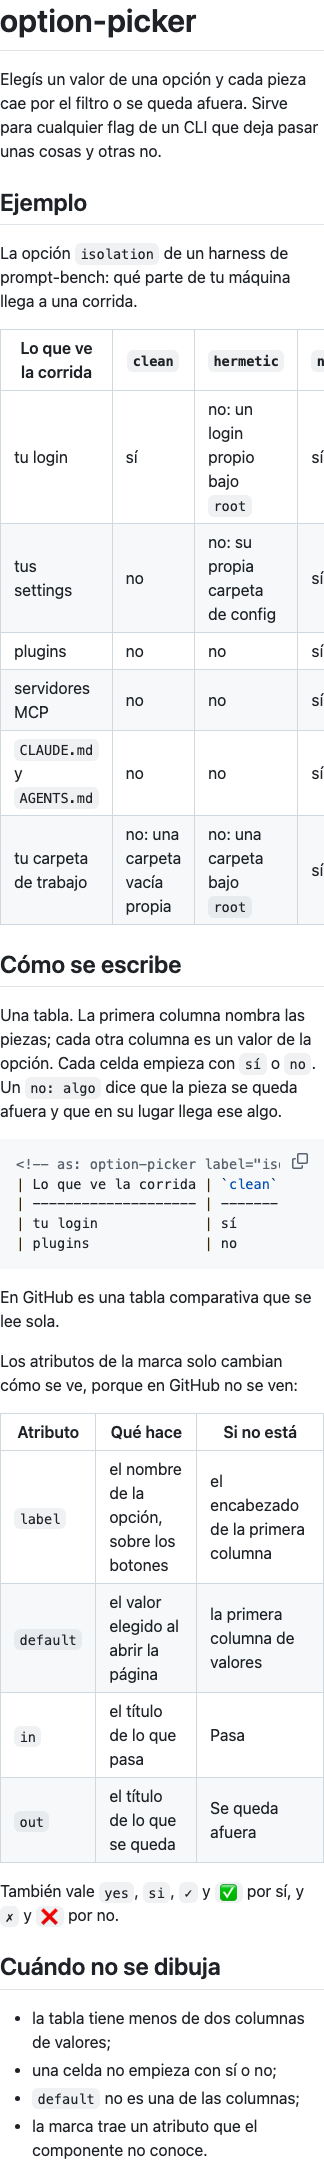 option-picker
Elegís un valor de una opción y cada pieza
cae por el filtro o se queda afuera. Sirve
para cualquier flag de un CLI que deja pasar
unas cosas y otras no.
Ejemplo
La opción isolation de un harness de
prompt-bench: qué parte de tu máquina
llega a una corrida.
Lo que ve
la corrida
clean
hermetic
tu login
sí
no: un
login
propio
bajo
root
sí
tus
settings
no
no: su
propia
carpeta
de config
sí
plugins
no
no
sí
servidores
MCP
no
no
sí
CLAUDE.md
y
AGENTS.md
no
no
sí
tu carpeta
de trabajo
no: una
carpeta
vacía
propia
no: una
carpeta
bajo
root
sí
Cómo se escribe
Una tabla. La primera columna nombra las
piezas; cada otra columna es un valor de la
opción. Cada celda empieza con sí o no.
Un no: algo dice que la pieza se queda
afuera y que en su lugar llega ese algo.
<!-- as: option-picker label="is
| Lo que ve la corrida | `clean`
| -------------------- | -------
| tu login             | sí
| plugins              | no
En GitHub es una tabla comparativa que se
lee sola.
Los atributos de la marca solo cambian
cómo se ve, porque en GitHub no se ven:
Atributo
Qué hace
Si no está
label
el nombre
de la
opción,
sobre los
botones
el
encabezado
de la primera
columna
default
el valor
elegido al
abrir la
página
la primera
columna de
valores
in
el título
de lo que
pasa
Pasa
out
el título
de lo que
se queda
Se queda
afuera
También vale yes, si, ✓ y ✅ por sí, y
✗ y ❌ por no.
Cuándo no se dibuja
• la tabla tiene menos de dos columnas
de valores;
• una celda no empieza con sí o no;
• default no es una de las columnas;
• la marca trae un atributo que el
componente no conoce.